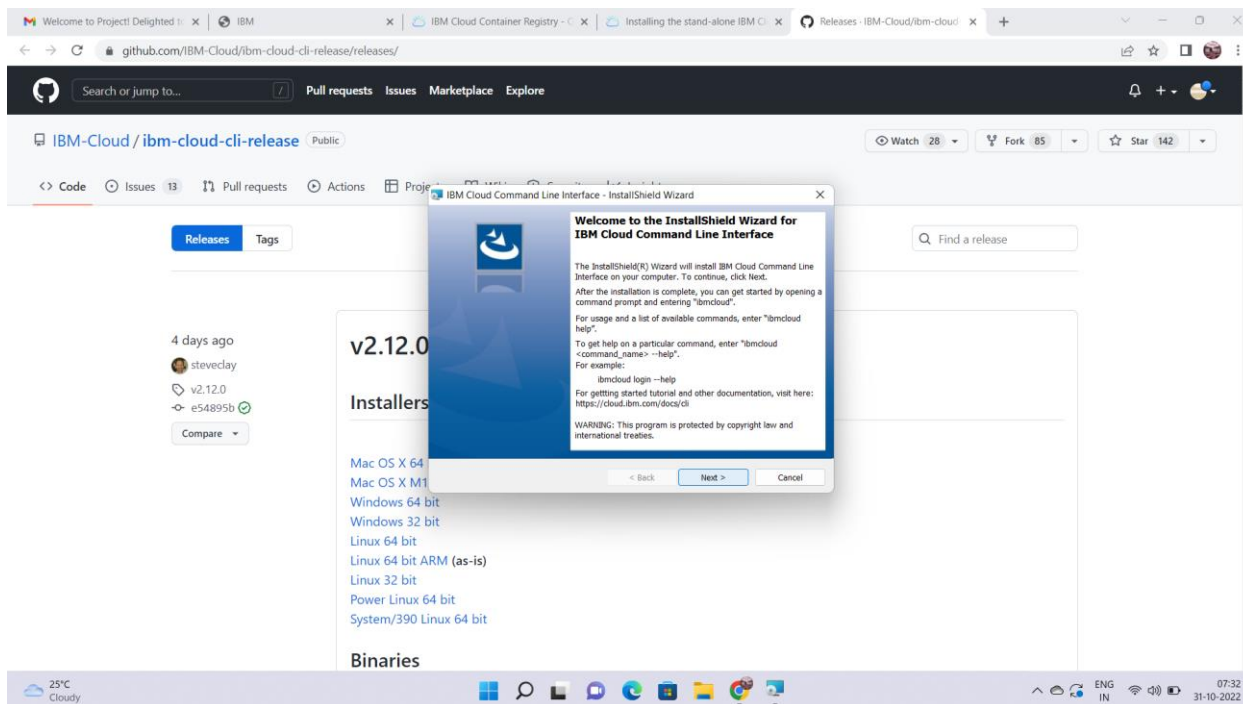 Welcome to Project! Delighted to
IBM
IBM Cloud Container Registry - C
Installing the stand-alone IBM Cl
Releases · IBM-Cloud/ibm-cloud
github.com/IBM-Cloud/ibm-cloud-cli-release/releases/
Search or jump to...
/
Pull requests Issues Marketplace Explore
IBM-Cloud / ibm-cloud-cli-release Public
Watch 28
Fork 85
Star 142
Code
Issues 13
Pull requests
Actions
IBM Cloud Command Line Interface - InstallShield Wizard
Welcome to the InstallShield Wizard for
IBM Cloud Command Line Interface
The InstallShield(R) Wizard will install IBM Cloud Command Line
Interface on your computer. To continue, click Next.
After the installation is complete, you can get started by opening a
command prompt and entering "ibmcloud".
For usage and a list of available commands, enter "ibmcloud
help".
To get help on a particular command, enter "ibmcloud
<command_name> --help".
For example:
ibmcloud login --help
For gettting started tutorial and other documentation, visit here:
https://cloud.ibm.com/docs/cli
WARNING: This program is protected by copyright law and
international treaties.
< Back
Next >
Cancel
Releases Tags
Find a release
4 days ago
steveclay
v2.12.0
e54895b
Compare
v2.12.0
Installers
Mac OS X 64
Mac OS X M1
Windows 64 bit
Windows 32 bit
Linux 64 bit
Linux 64 bit ARM (as-is)
Linux 32 bit
Power Linux 64 bit
System/390 Linux 64 bit
Binaries
25°C
Cloudy
ENG
IN
07:32
31-10-2022